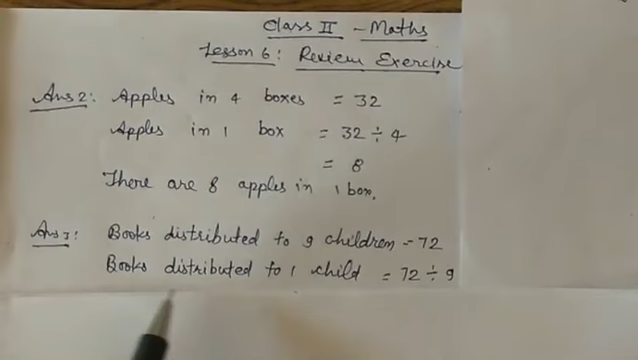 Class II - Maths
Lesson 6: Review Exercise
Ans 2: Apples in 4 boxes = 32
Apples in 1 box = 32 ÷ 4
= 8
There are 8 apples in 1 box.
Ans 3: Books distributed to 9 children = 72
Books distributed to 1 child = 72 ÷ 9